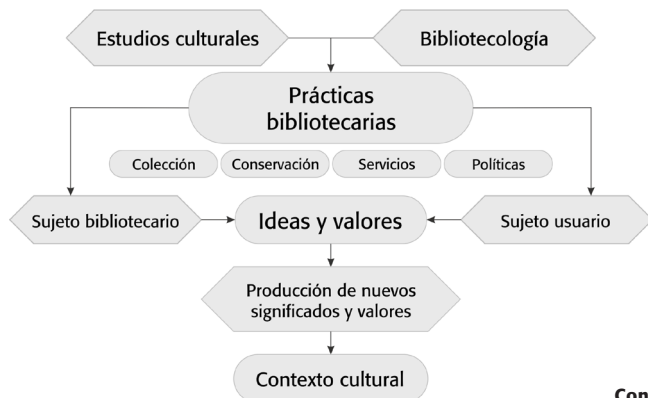 Estudios culturales
Bibliotecología
Prácticas
bibliotecarias
Colección
Conservación
Servicios
Políticas
Sujeto bibliotecario
Ideas y valores
Sujeto usuario
Producción de nuevos
significados y valores
Contexto cultural